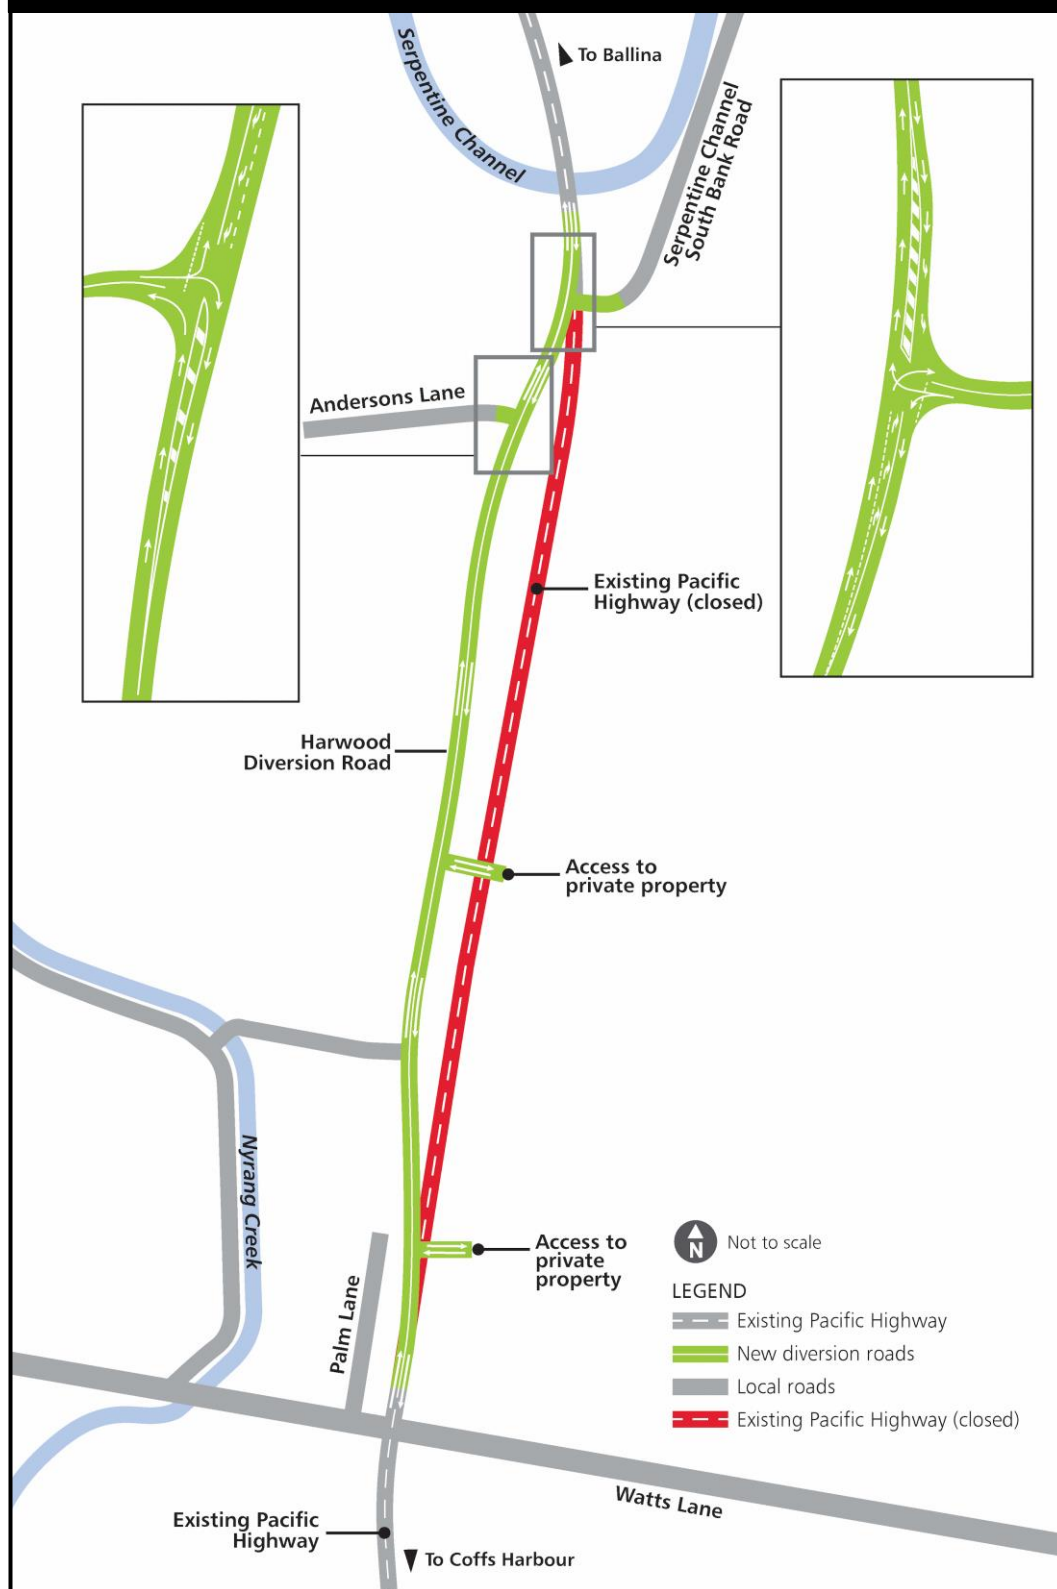 To Ballina
Serpentine Channel
Serpentine Channel
South Bank Road
Andersons Lane
Existing Pacific
Highway (closed)
Harwood
Diversion Road
Access to
private property
Nyrang Creek
Access to
private
property
Palm Lane
N
Not to scale
LEGEND
Existing Pacific Highway
New diversion roads
Local roads
Existing Pacific Highway (closed)
Watts Lane
Existing Pacific
Highway
To Coffs Harbour